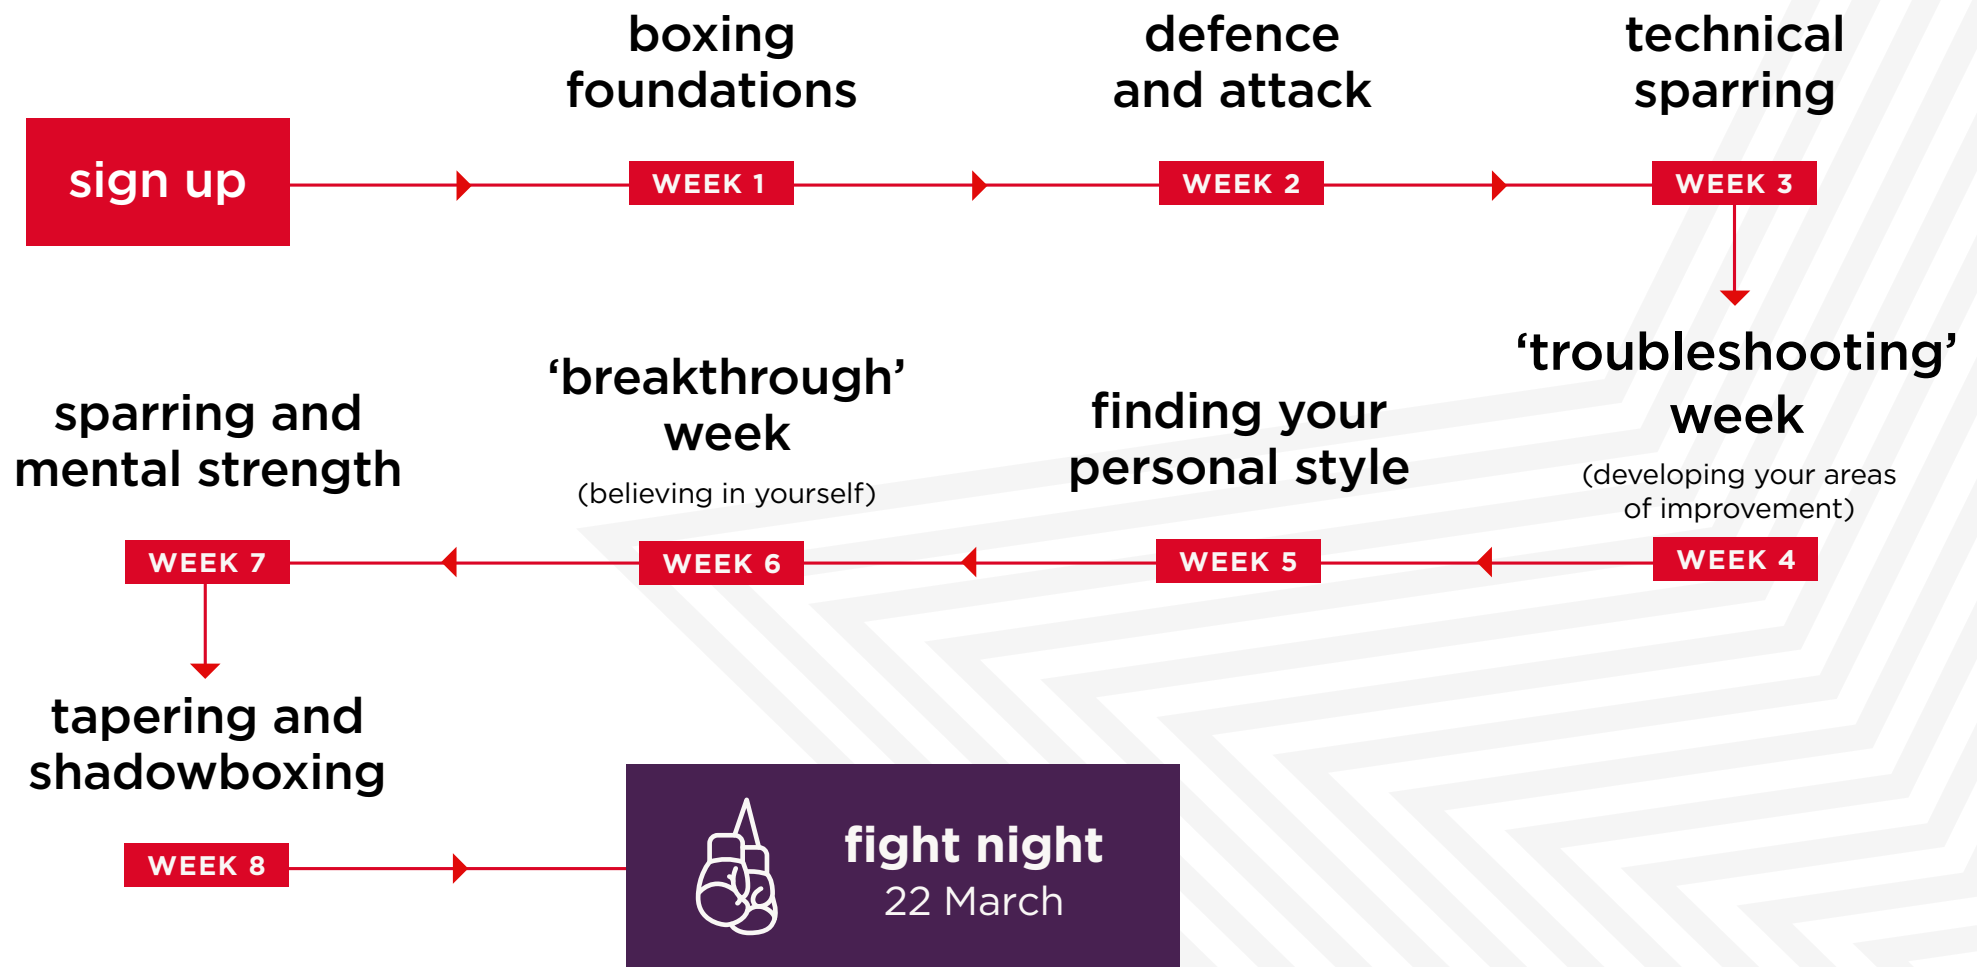 sign up
boxing
foundations
WEEK 1
defence
and attack
WEEK 2
technical
sparring
WEEK 3
‘troubleshooting’
week
(developing your areas
of improvement)
WEEK 4
finding your
personal style
WEEK 5
‘breakthrough’
week
(believing in yourself)
WEEK 6
sparring and
mental strength
WEEK 7
tapering and
shadowboxing
WEEK 8
fight night
22 March